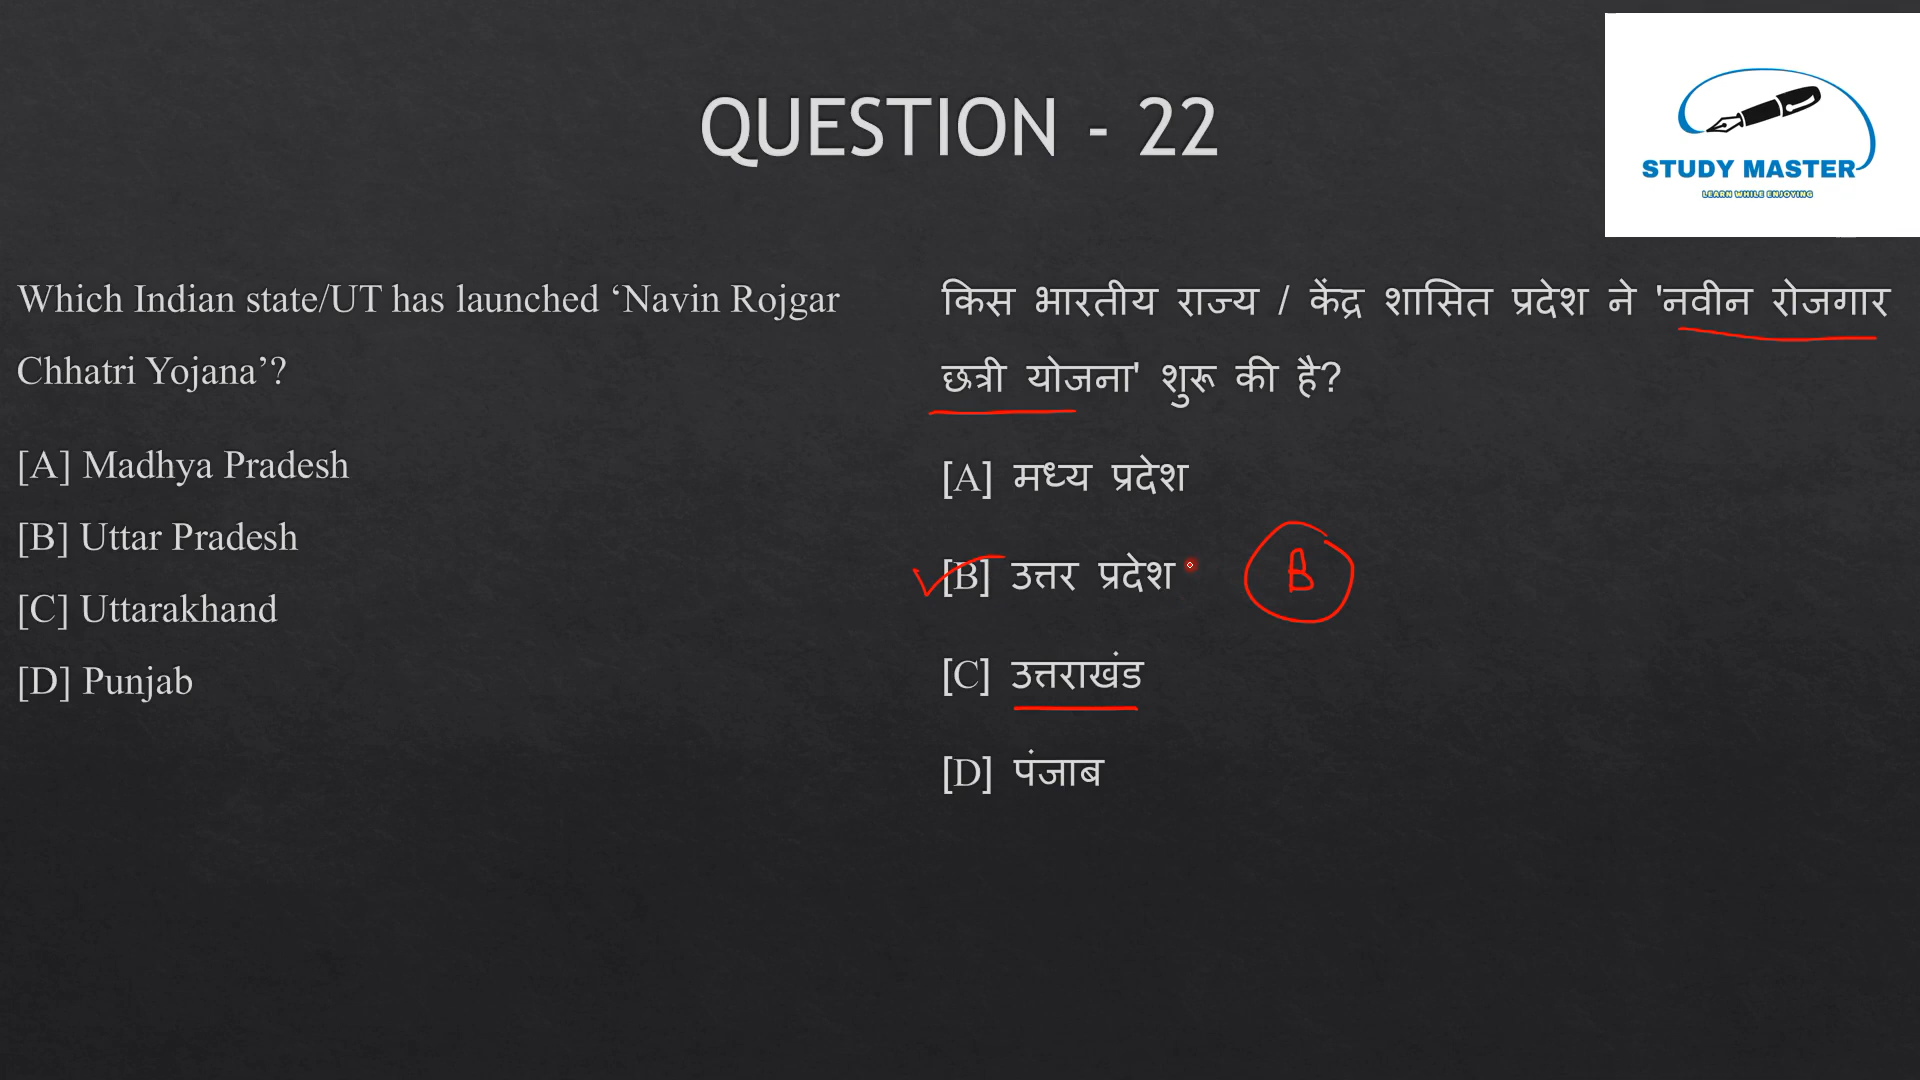 QUESTION - 22
STUDY MASTER
LEARN WHILE ENJOYING
Which Indian state/UT has launched ‘Navin Rojgar
Chhatri Yojana’?
[A] Madhya Pradesh
[B] Uttar Pradesh
[C] Uttarakhand
[D] Punjab
किस भारतीय राज्य / केंद्र शासित प्रदेश ने 'नवीन रोजगार
छत्री योजना' शुरू की है?
[A] मध्य प्रदेश
[B] उत्तर प्रदेश
B
[C] उत्तराखंड
[D] पंजाब